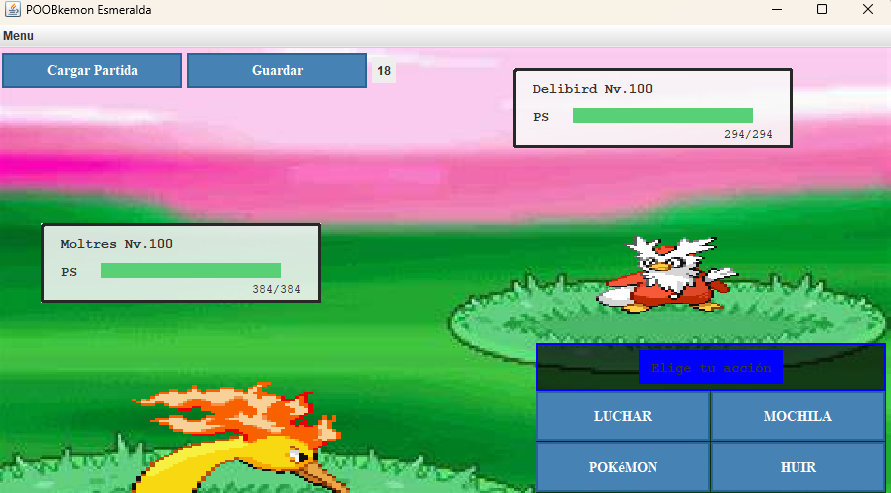 POOBkemon Esmeralda
Menu
Cargar Partida Guardar 18
Delibird Nv.100
PS
294/294
Moltres Nv.100
PS
384/384
Elige tu acción
LUCHAR MOCHILA
POKéMON HUIR